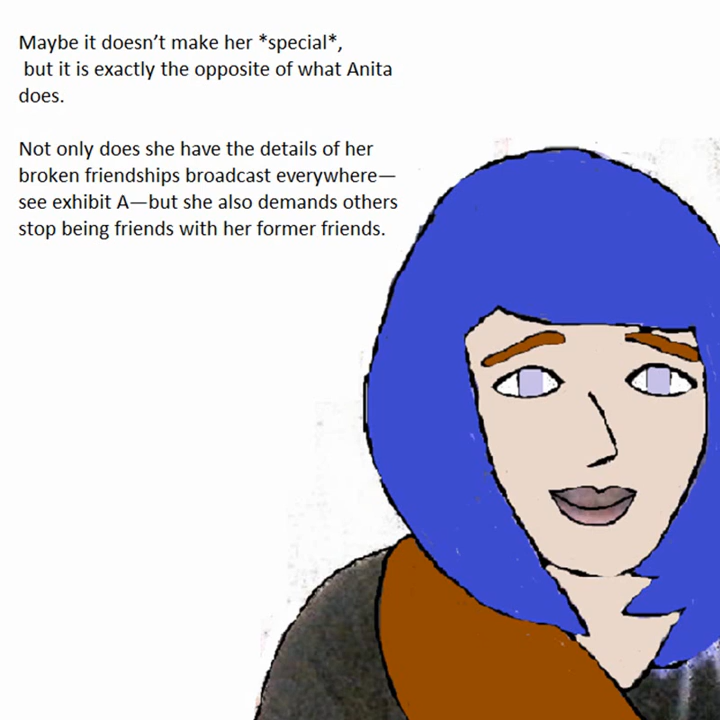 Maybe it doesn’t make her *special*,
but it is exactly the opposite of what Anita
does.
Not only does she have the details of her
broken friendships broadcast everywhere—
see exhibit A—but she also demands others
stop being friends with her former friends.